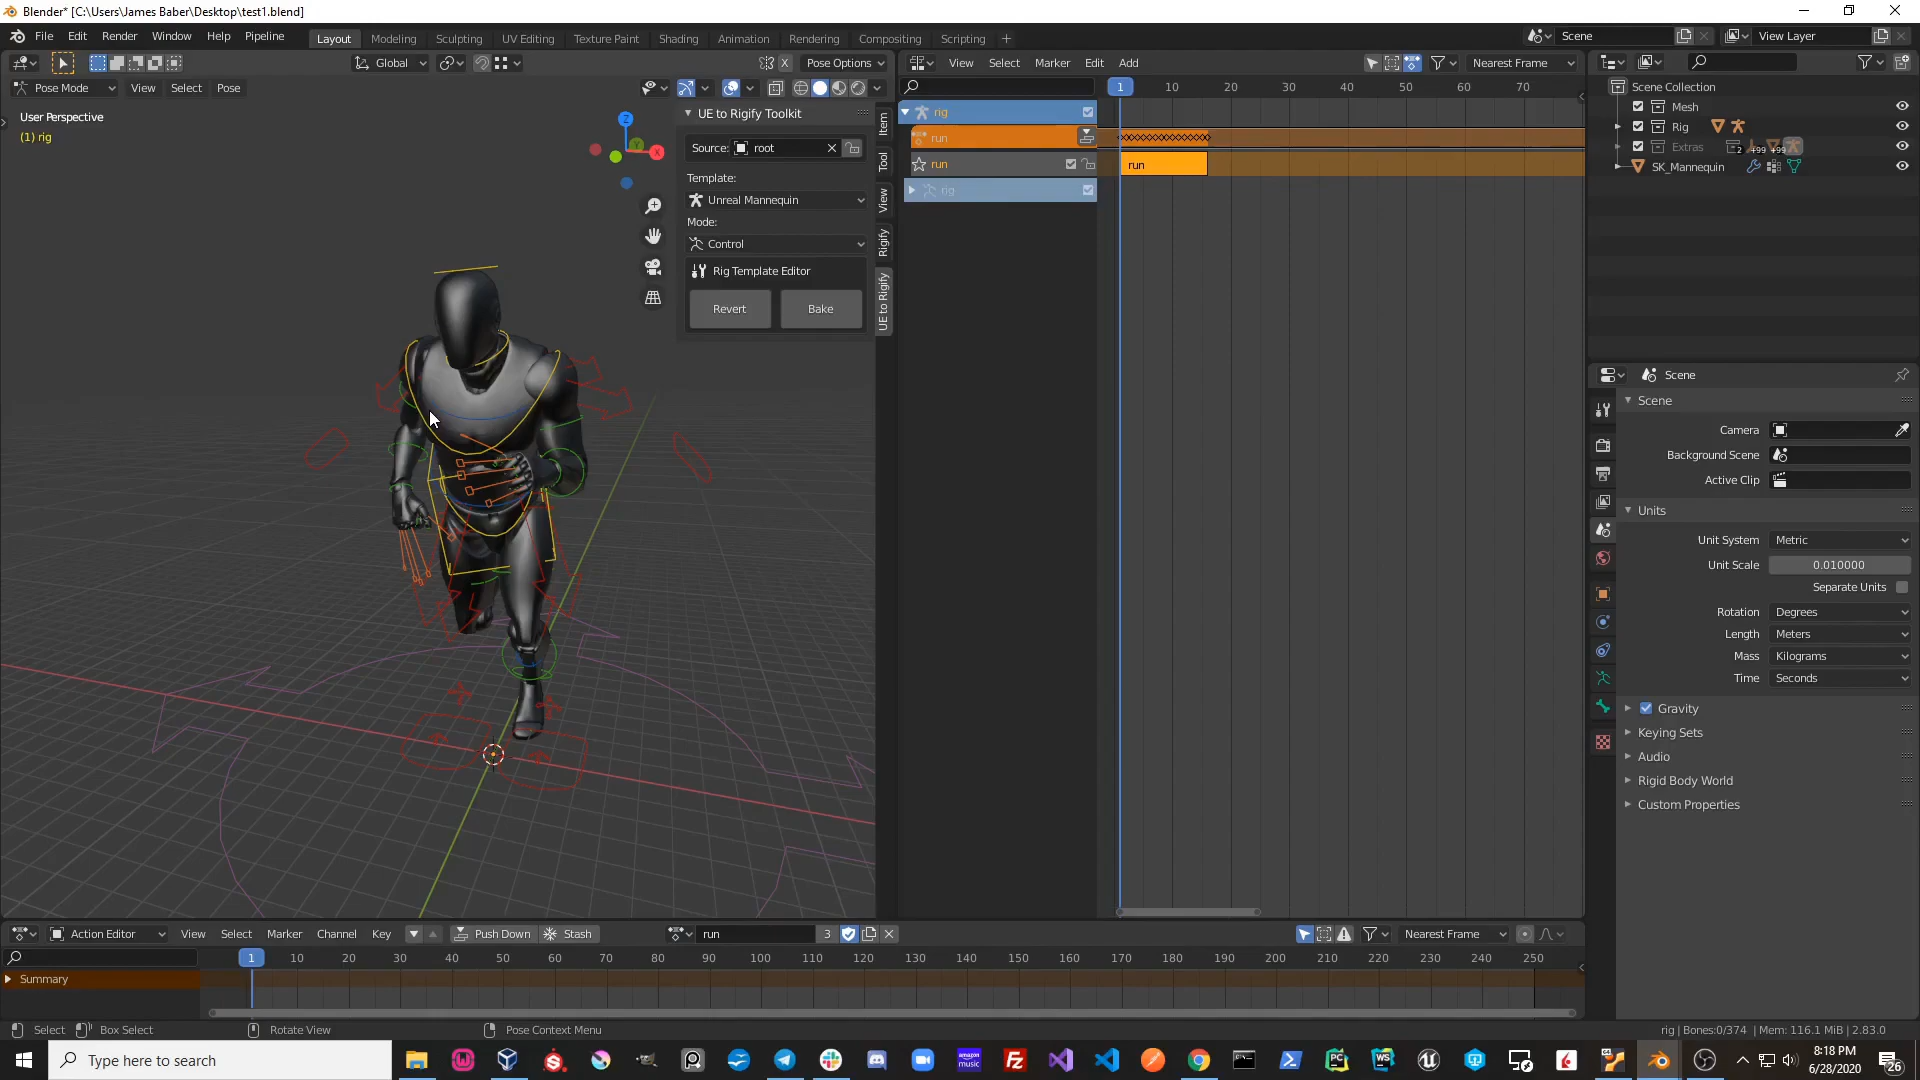 Blender* [C:\Users\James Baber\Desktop\test1.blend]
File Edit Render Window Help Pipeline
Layout Modeling Sculpting UV Editing Texture Paint Shading Animation Rendering Compositing Scripting +
Scene
View Layer
Global
Pose Options
View Select Marker Edit Add
Nearest Frame
Pose Mode View Select Pose
User Perspective
(1) rig
Z
X
Y
UE to Rigify Toolkit
Source: root
Template:
Unreal Mannequin
Mode:
Control
Rig Template Editor
Revert Bake
Item
Tool
View
Rigify
UE to Rigify
1 10 20 30 40 50 60 70
rig
run
run
run
rig
Scene Collection
Mesh
Rig
Extras
2 +99 +99
SK_Mannequin
Scene
Scene
Camera
Background Scene
Active Clip
Units
Unit System Metric
Unit Scale 0.010000
Separate Units
Rotation Degrees
Length Meters
Mass Kilograms
Time Seconds
Gravity
Keying Sets
Audio
Rigid Body World
Custom Properties
Action Editor View Select Marker Channel Key Push Down Stash run 3 Nearest Frame
1 10 20 30 40 50 60 70 80 90 100 110 120 130 140 150 160 170 180 190 200 210 220 230 240 250
Summary
Select Box Select Rotate View Pose Context Menu
rig | Bones:0/374 | Mem: 116.1 MiB | 2.83.0
Type here to search
8:18 PM
6/28/2020
26